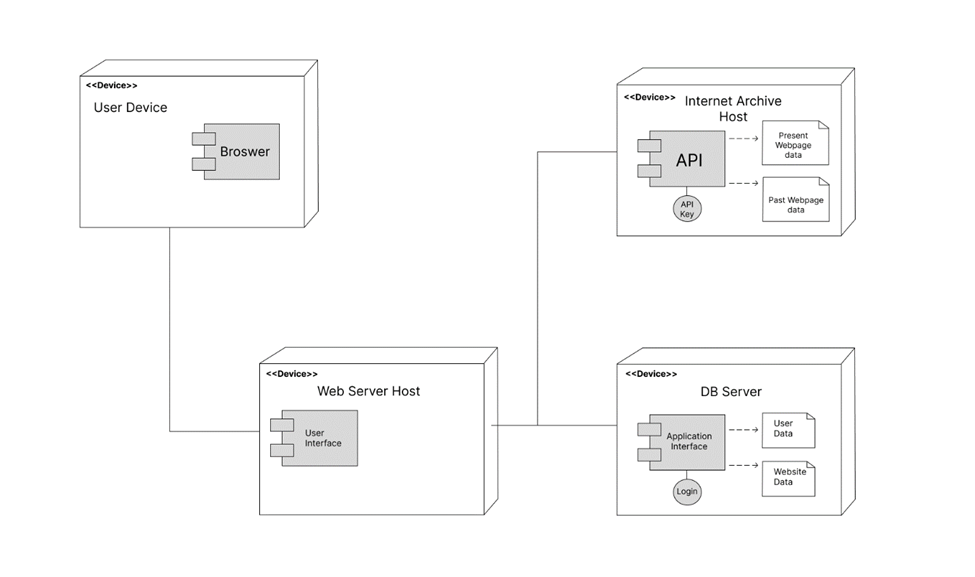 <<Device>>
User Device
Broswer
<<Device>>
Internet Archive
Host
API
API
Key
Present
Webpage
data
Past Webpage
data
<<Device>>
Web Server Host
User
Interface
<<Device>>
DB Server
Application
Interface
Login
User
Data
Website
Data